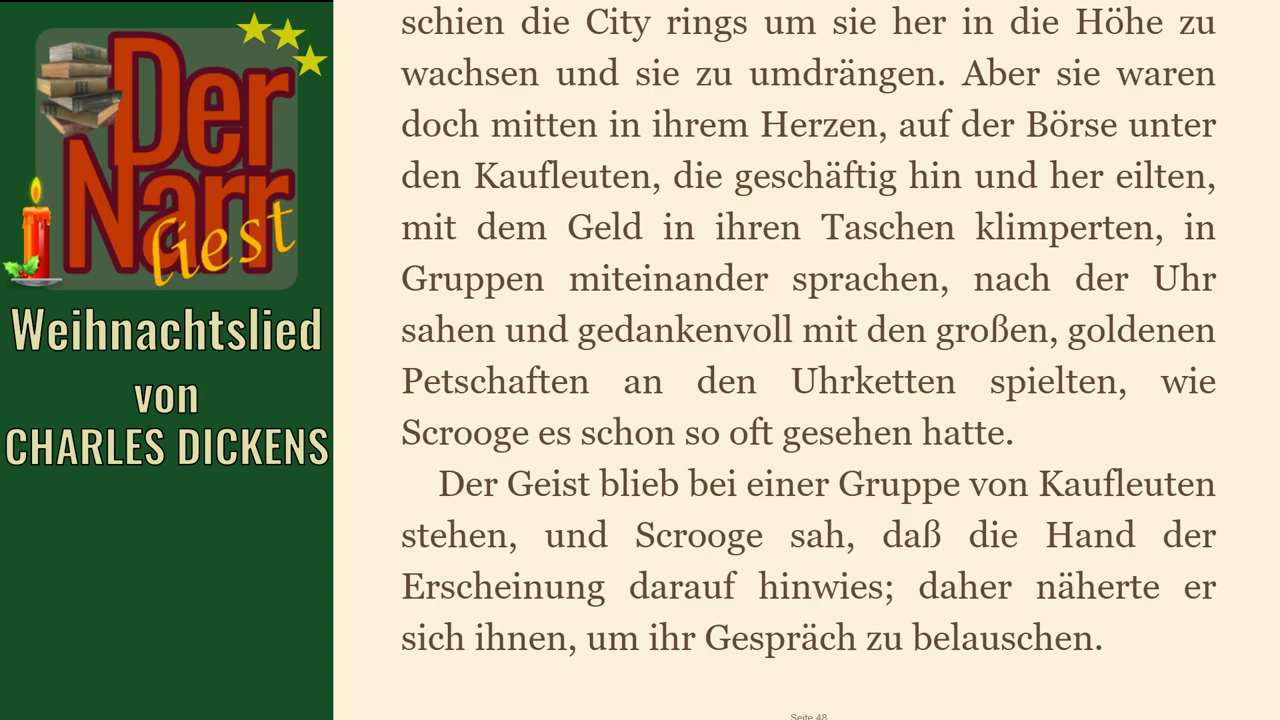 Der
Narr
liest
Weihnachtslied
von
CHARLES DICKENS
schien die City rings um sie her in die Höhe zu
wachsen und sie zu umdrängen. Aber sie waren
doch mitten in ihrem Herzen, auf der Börse unter
den Kaufleuten, die geschäftig hin und her eilten,
mit dem Geld in ihren Taschen klimperten, in
Gruppen miteinander sprachen, nach der Uhr
sahen und gedankenvoll mit den großen, goldenen
Petschaften an den Uhrketten spielten, wie
Scrooge es schon so oft gesehen hatte.
Der Geist blieb bei einer Gruppe von Kaufleuten
stehen, und Scrooge sah, daß die Hand der
Erscheinung darauf hinwies; daher näherte er
sich ihnen, um ihr Gespräch zu belauschen.
Seite 48